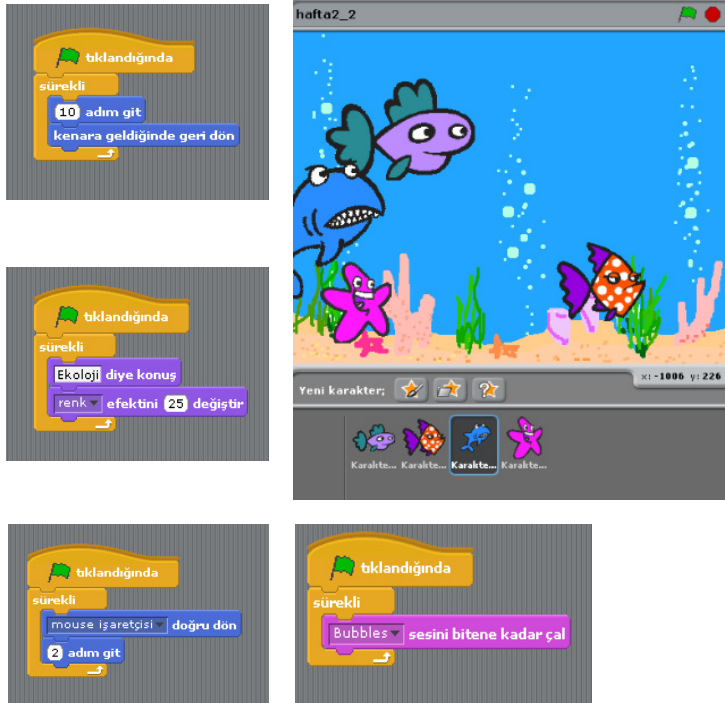 tıklandığında
sürekli
10 adım git
kenara geldiğinde geri dön
hafta2_2
tıklandığında
sürekli
Ekoloji diye konuş
renk efektini 25 değiştir
x: -1006 y: 226
Yeni karakter;
Karakte... Karakte... Karakte... Karakte...
tıklandığında
sürekli
mouse işaretçisi doğru dön
2 adım git
tıklandığında
sürekli
Bubbles sesini bitene kadar çal